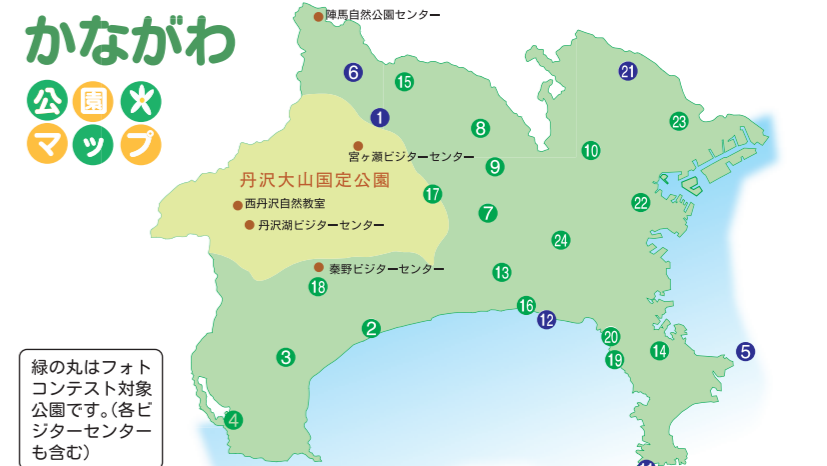 かながわ
公園
マップ
陣馬自然公園センター
6
15
21
1
8
23
10
宮ヶ瀬ビジターセンター
9
丹沢大山国定公園
17
西丹沢自然教室
22
7
丹沢湖ビジターセンター
24
秦野ビジターセンター
13
18
16
12
2
20
3
19
14
5
4
緑の丸はフォト
コンテスト対象
公園です。(各ビ
ジターセンター
も含む)